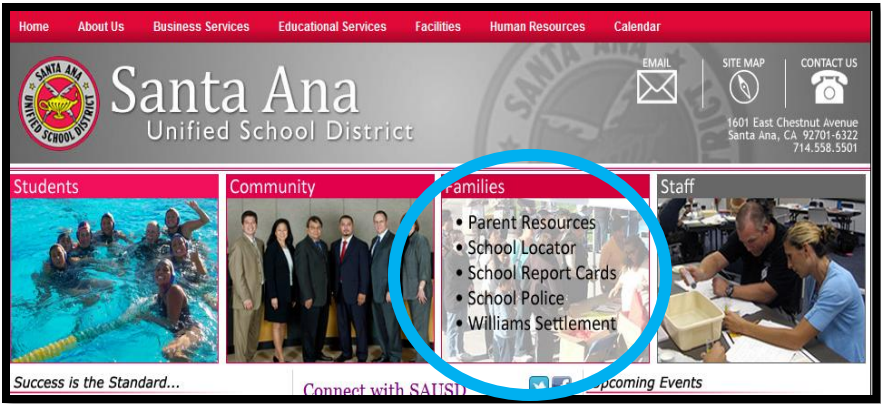 Home About Us Business Services Educational Services Facilities Human Resources Calendar
SANTA ANA
UNIFIED SCHOOL DISTRICT
Santa Ana
Unified School District
EMAIL SITE MAP CONTACT US
1601 East Chestnut Avenue
Santa Ana, CA 92701-6322
714.558.5501
Students Community Families Staff
• Parent Resources
• School Locator
• School Report Cards
• School Police
• Williams Settlement
Success is the Standard...
Connect with SAUSD
Upcoming Events